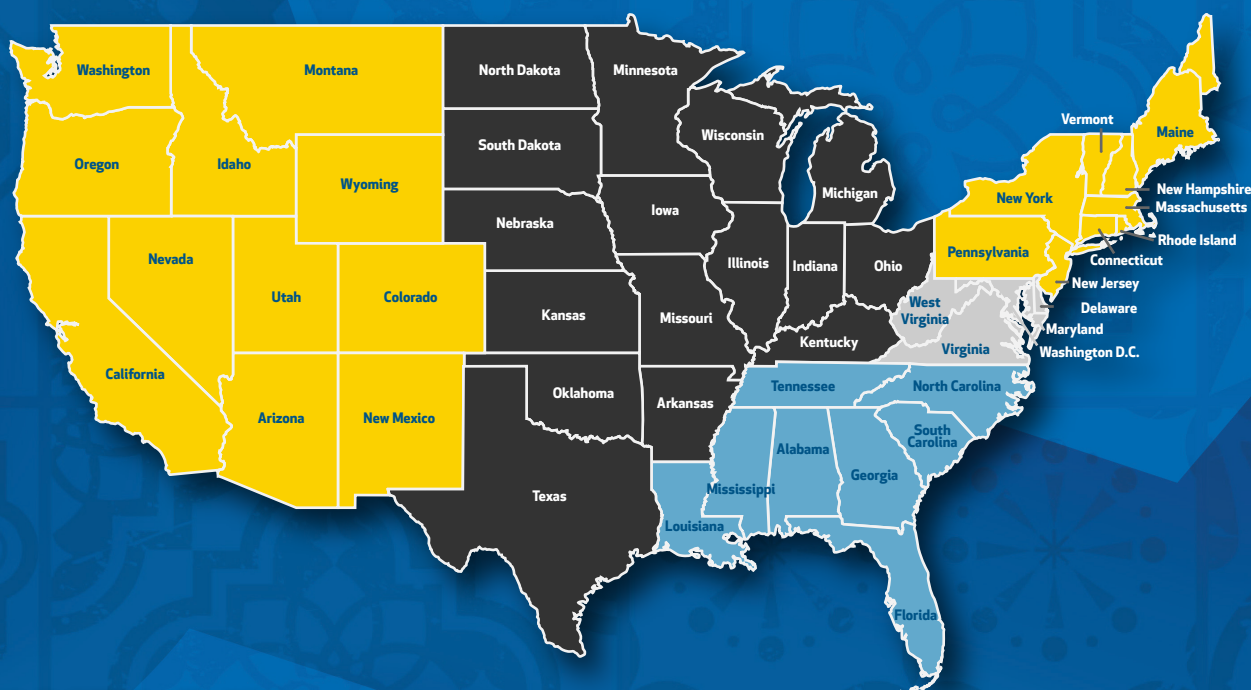 Washington
Montana
North Dakota
Minnesota
Vermont
Maine
Oregon
Idaho
South Dakota
Wisconsin
Wyoming
Michigan
New York
New Hampshire
Massachusetts
Nebraska
Iowa
Rhode Island
Nevada
Pennsylvania
Connecticut
Utah
Colorado
Illinois
Indiana
Ohio
New Jersey
Kansas
Missouri
West
Virginia
Delaware
Maryland
Kentucky
Virginia
Washington D.C.
California
Tennessee
North Carolina
Oklahoma
Arkansas
Arizona
New Mexico
South
Carolina
Alabama
Georgia
Texas
Mississippi
Louisiana
Florida